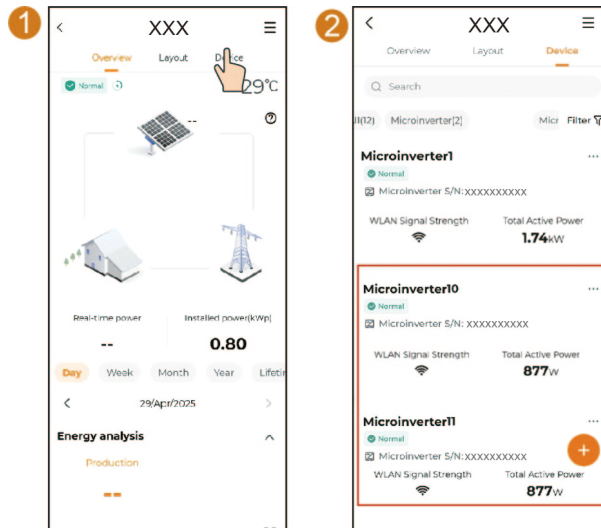 1
XXX
Overview Layout Device
Normal 29°C
--
Real-time power Installed power(kWp)
-- 0.80
Day Week Month Year Lifetim
29/Apr/2025
Energy analysis
Production
--
2
XXX
Overview Layout Device
Search
ll(12) Microinverter(2) Micr Filter
Microinverter1
Normal
Microinverter S/N:XXXXXXXXXX
WLAN Signal Strength Total Active Power
1.74kW
Microinverter10
Normal
Microinverter S/N: XXXXXXXXXX
WLAN Signal Strength Total Active Power
877W
Microinverter11
Normal
Microinverter S/N:XXXXXXXXXX
WLAN Signal Strength Total Active Power
877W